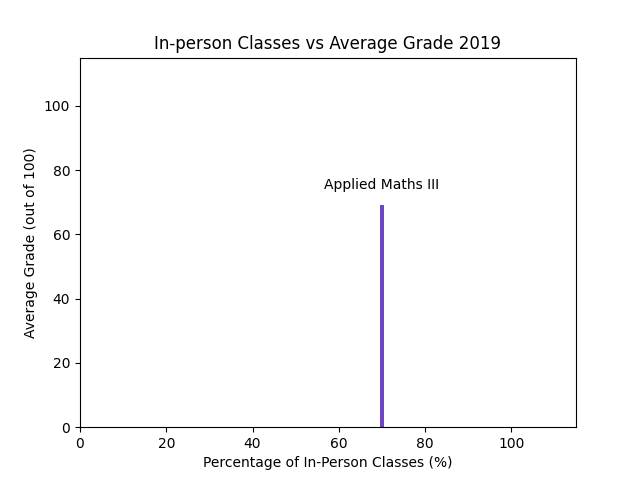 In-person Classes vs Average Grade 2019
100
80
60
40
20
0
Average Grade (out of 100)
Applied Maths III
0 20 40 60 80 100
Percentage of In-Person Classes (%)